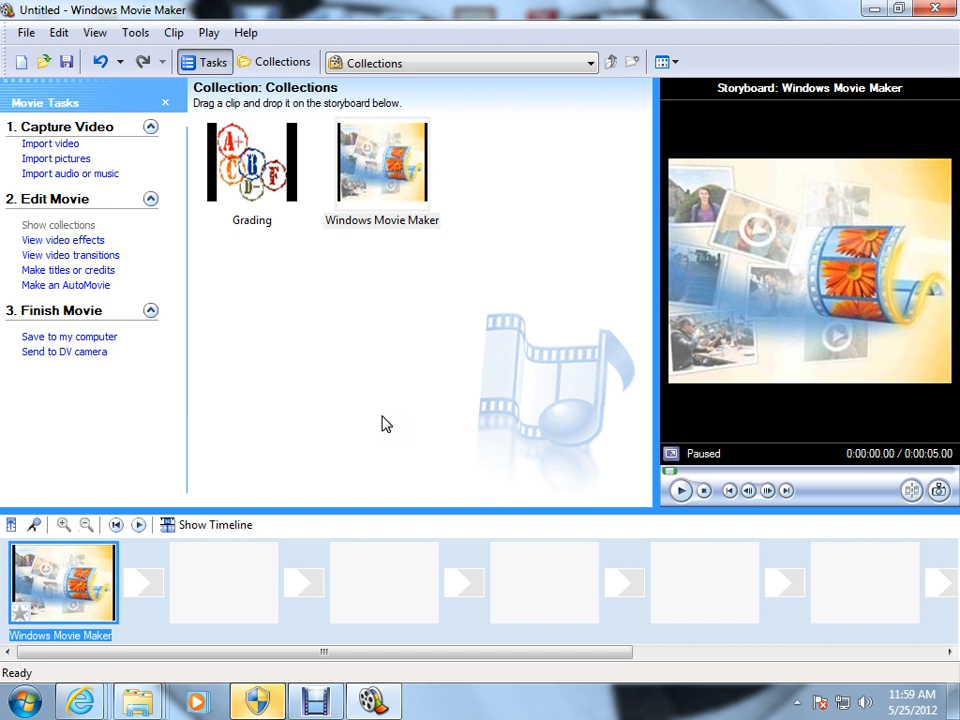 Untitled - Windows Movie Maker
File Edit View Tools Clip Play Help
Tasks Collections Collections
Movie Tasks
1. Capture Video
Import video
Import pictures
Import audio or music
2. Edit Movie
Show collections
View video effects
View video transitions
Make titles or credits
Make an AutoMovie
3. Finish Movie
Save to my computer
Send to DV camera
Collection: Collections
Drag a clip and drop it on the storyboard below.
A+
B
C
F
D-
Grading
Windows Movie Maker
Storyboard: Windows Movie Maker
Paused 0:00:00.00 / 0:00:05.00
Show Timeline
Windows Movie Maker
Ready
11:59 AM
5/25/2012